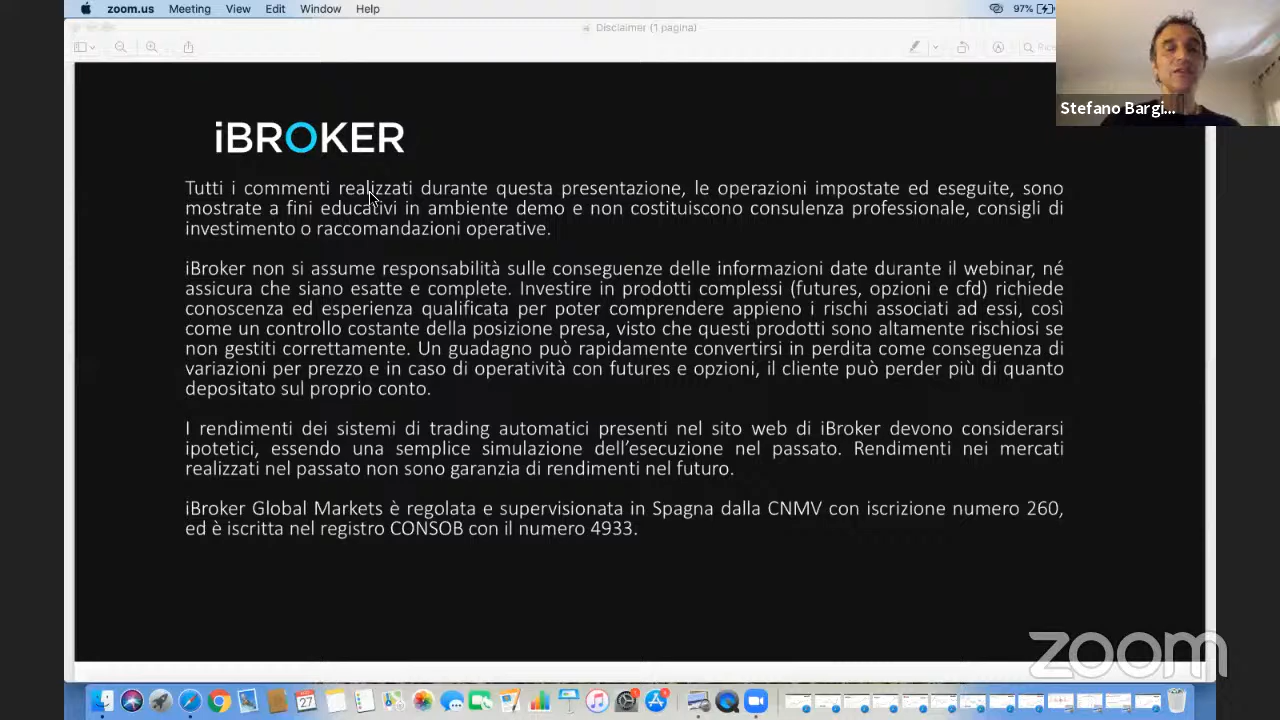 zoom.us Meeting View Edit Window Help
97%
Disclaimer (1 pagina)
Stefano Bargi...
iBROKER
Tutti i commenti realizzati durante questa presentazione, le operazioni impostate ed eseguite, sono
mostrate a fini educativi in ambiente demo e non costituiscono consulenza professionale, consigli di
investimento o raccomandazioni operative.
iBroker non si assume responsabilità sulle conseguenze delle informazioni date durante il webinar, né
assicura che siano esatte e complete. Investire in prodotti complessi (futures, opzioni e cfd) richiede
conoscenza ed esperienza qualificata per poter comprendere appieno i rischi associati ad essi, così
come un controllo costante della posizione presa, visto che questi prodotti sono altamente rischiosi se
non gestiti correttamente. Un guadagno può rapidamente convertirsi in perdita come conseguenza di
variazioni per prezzo e in caso di operatività con futures e opzioni, il cliente può perder più di quanto
depositato sul proprio conto.
I rendimenti dei sistemi di trading automatici presenti nel sito web di iBroker devono considerarsi
ipotetici, essendo una semplice simulazione dell'esecuzione nel passato. Rendimenti nei mercati
realizzati nel passato non sono garanzia di rendimenti nel futuro.
iBroker Global Markets è regolata e supervisionata in Spagna dalla CNMV con iscrizione numero 260,
ed è iscritta nel registro CONSOB con il numero 4933.
zoom
27